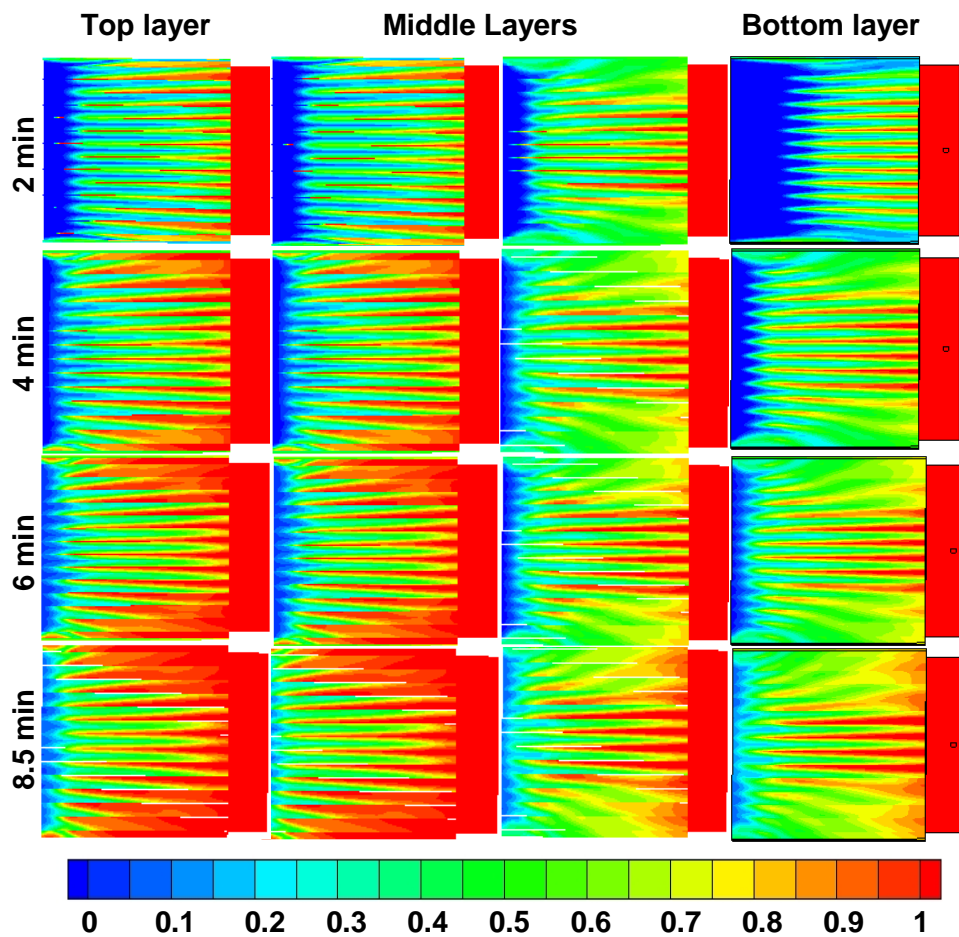 Top layer Middle Layers Bottom layer
2 min
4 min
6 min
8.5 min
0 0.1 0.2 0.3 0.4 0.5 0.6 0.7 0.8 0.9 1